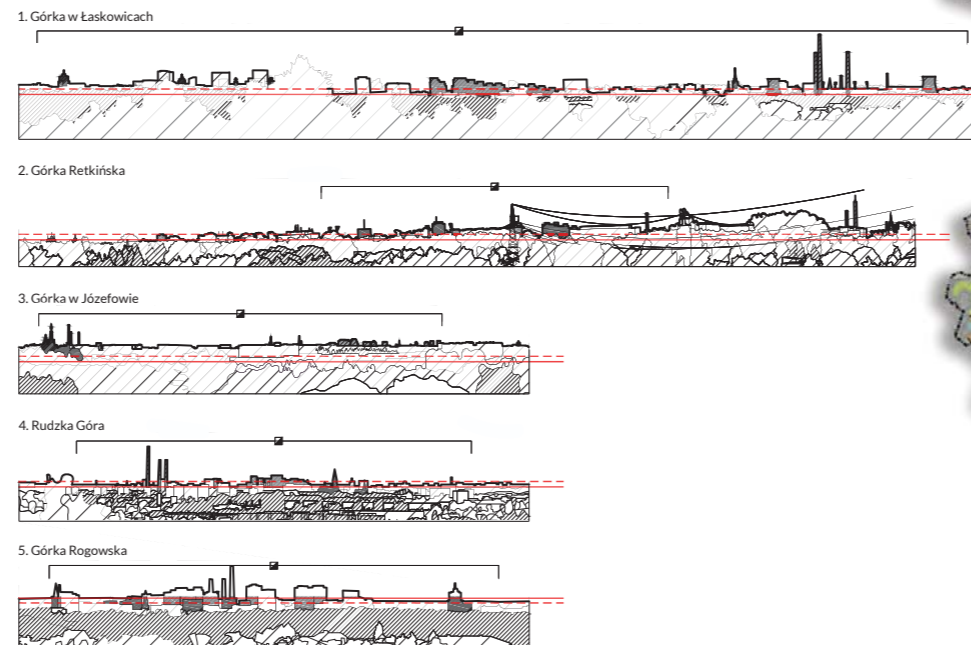 1. Górka w Łaskowicach
2. Górka Retkińska
3. Górka w Józefowie
4. Rudzka Góra
5. Górka Rogowska